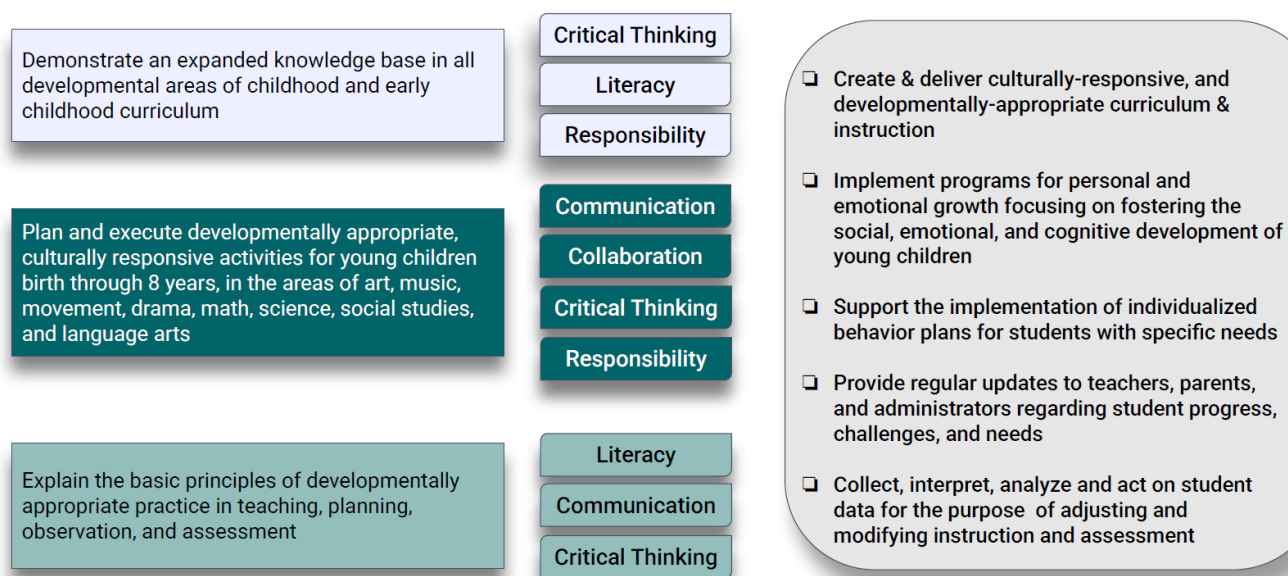 Demonstrate an expanded knowledge base in all
developmental areas of childhood and early
childhood curriculum
Critical Thinking
Literacy
Responsibility
Plan and execute developmentally appropriate,
culturally responsive activities for young children
birth through 8 years, in the areas of art, music,
movement, drama, math, science, social studies,
and language arts
Communication
Collaboration
Critical Thinking
Responsibility
Explain the basic principles of developmentally
appropriate practice in teaching, planning,
observation, and assessment
Literacy
Communication
Critical Thinking
❏ Create & deliver culturally-responsive, and
developmentally-appropriate curriculum &
instruction
❏ Implement programs for personal and
emotional growth focusing on fostering the
social, emotional, and cognitive development of
young children
❏ Support the implementation of individualized
behavior plans for students with specific needs
❏ Provide regular updates to teachers, parents,
and administrators regarding student progress,
challenges, and needs
❏ Collect, interpret, analyze and act on student
data for the purpose of adjusting and
modifying instruction and assessment